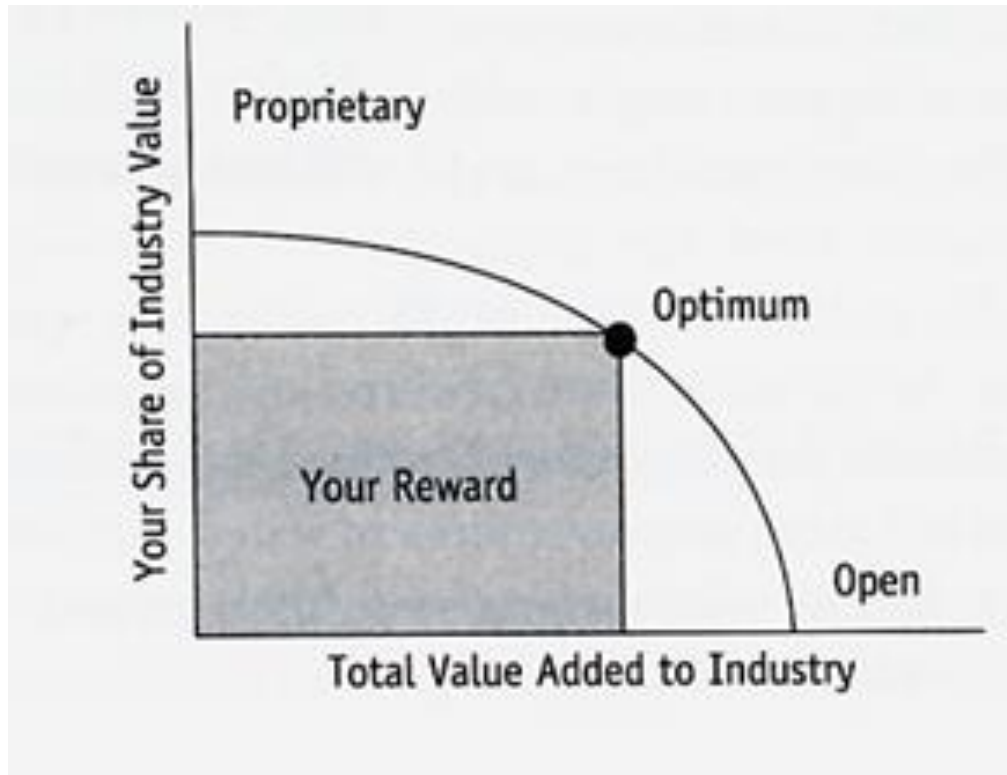 Your Share of Industry Value
Proprietary
Optimum
Your Reward
Open
Total Value Added to Industry